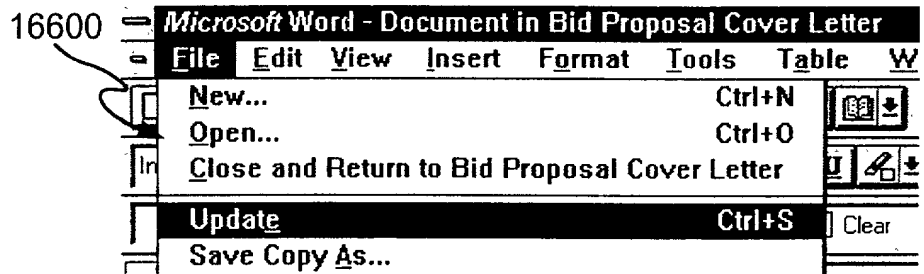 16600
Microsoft Word - Document in Bid Proposal Cover Letter
File Edit View Insert Format Tools Table W
New... Ctrl+N
Open... Ctrl+O
Close and Return to Bid Proposal Cover Letter
In U
Update Ctrl+S
Clear
Save Copy As...